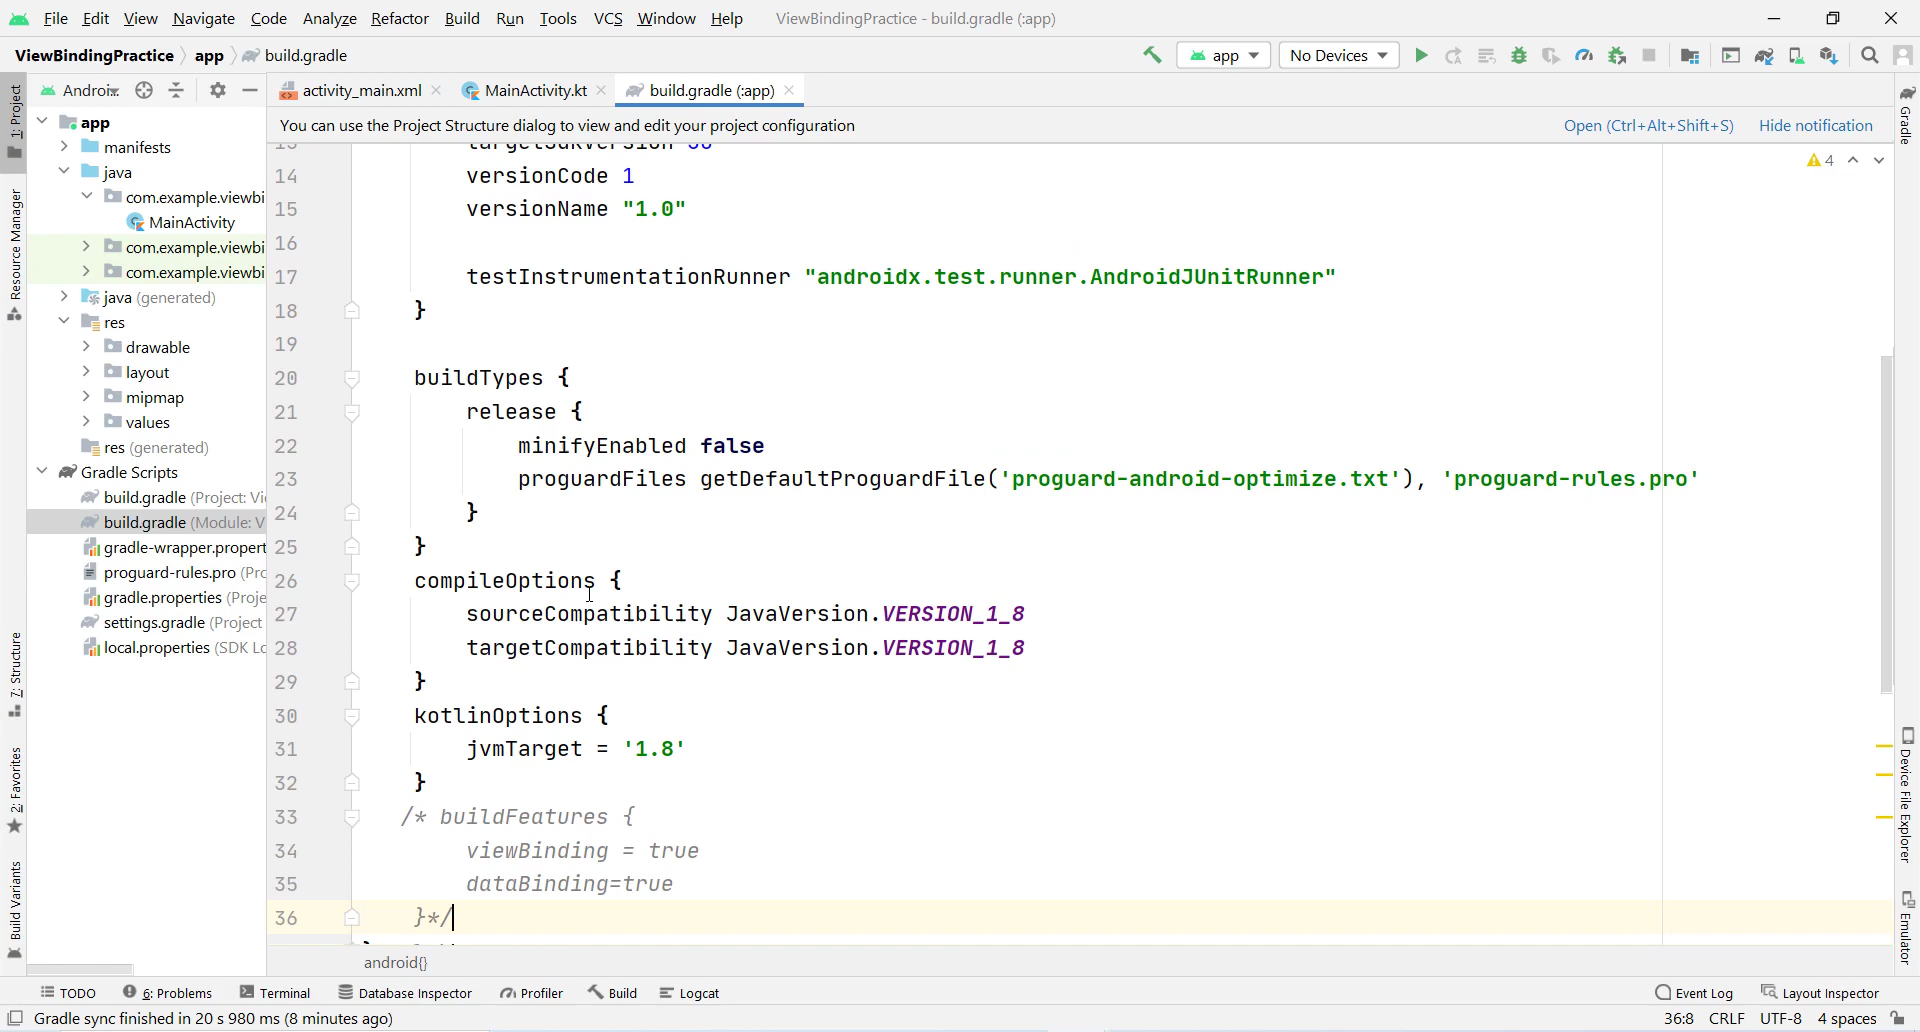 File Edit View Navigate Code Analyze Refactor Build Run Tools VCS Window Help ViewBindingPractice - build.gradle (:app)
ViewBindingPractice app build.gradle
app No Devices
Androi..
activity_main.xml MainActivity.kt build.gradle (:app)
You can use the Project Structure dialog to view and edit your project configuration Open (Ctrl+Alt+Shift+S) Hide notification
1: Project
Resource Manager
7: Structure
2: Favorites
Build Variants
app
manifests
java
com.example.viewbi
MainActivity
com.example.viewbi
com.example.viewbi
java (generated)
res
drawable
layout
mipmap
values
res (generated)
Gradle Scripts
build.gradle (Project: Vi
build.gradle (Module: V
gradle-wrapper.propert
proguard-rules.pro (Prc
gradle.properties (Proje
settings.gradle (Project
local.properties (SDK Lc
4
14 versionCode 1
15 versionName "1.0"
16
17 testInstrumentationRunner "androidx.test.runner.AndroidJUnitRunner"
18 }
19
20 buildTypes {
21 release {
22 minifyEnabled false
23 proguardFiles getDefaultProguardFile('proguard-android-optimize.txt'), 'proguard-rules.pro'
24 }
25 }
26 compileOptions {
27 sourceCompatibility JavaVersion.VERSION_1_8
28 targetCompatibility JavaVersion.VERSION_1_8
29 }
30 kotlinOptions {
31 jvmTarget = '1.8'
32 }
33 /* buildFeatures {
34 viewBinding = true
35 dataBinding=true
36 }*/
android{}
Gradle
Device File Explorer
Emulator
TODO 6: Problems Terminal Database Inspector Profiler Build Logcat Event Log Layout Inspector
Gradle sync finished in 20 s 980 ms (8 minutes ago) 36:8 CRLF UTF-8 4 spaces